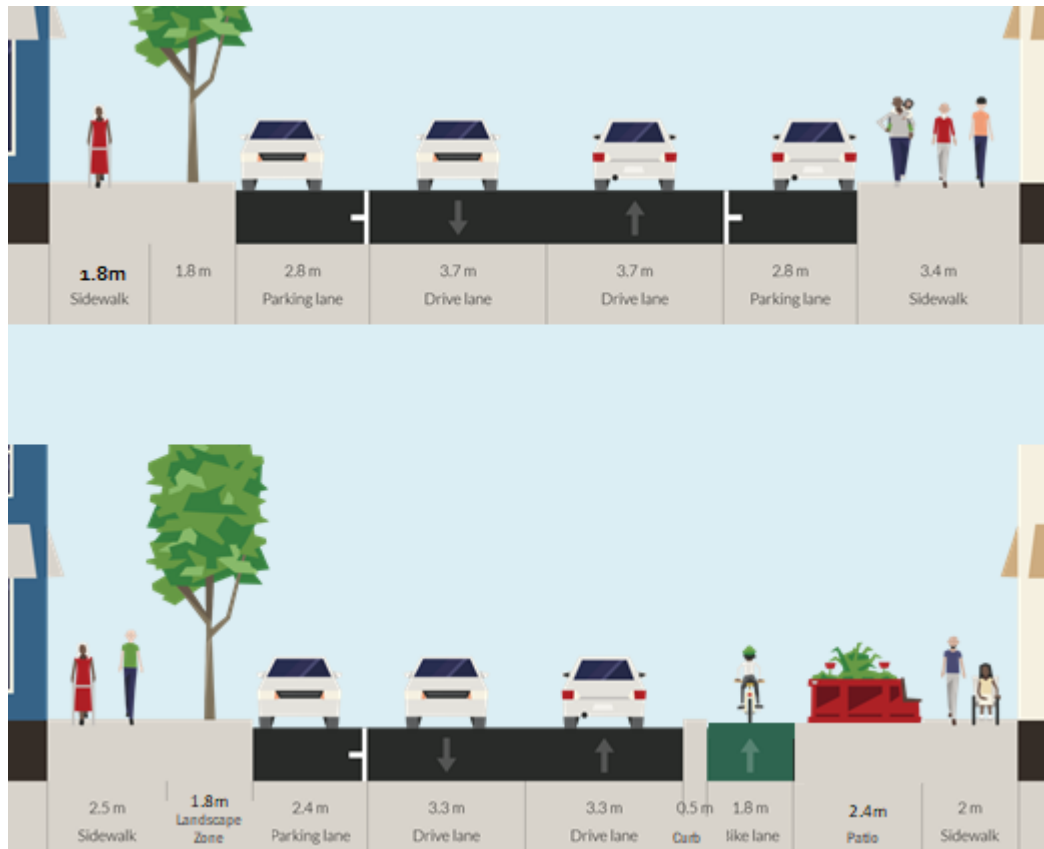 1.8m
Sidewalk
1.8 m
2.8 m
Parking lane
3.7 m
Drive lane
3.7 m
Drive lane
2.8 m
Parking lane
3.4 m
Sidewalk
2.5 m
Sidewalk
1.8m
Landscape
Zone
2.4 m
Parking lane
3.3 m
Drive lane
3.3 m
Drive lane
0.5 m
Curb
1.8 m
like lane
2.4m
Patio
2 m
Sidewalk